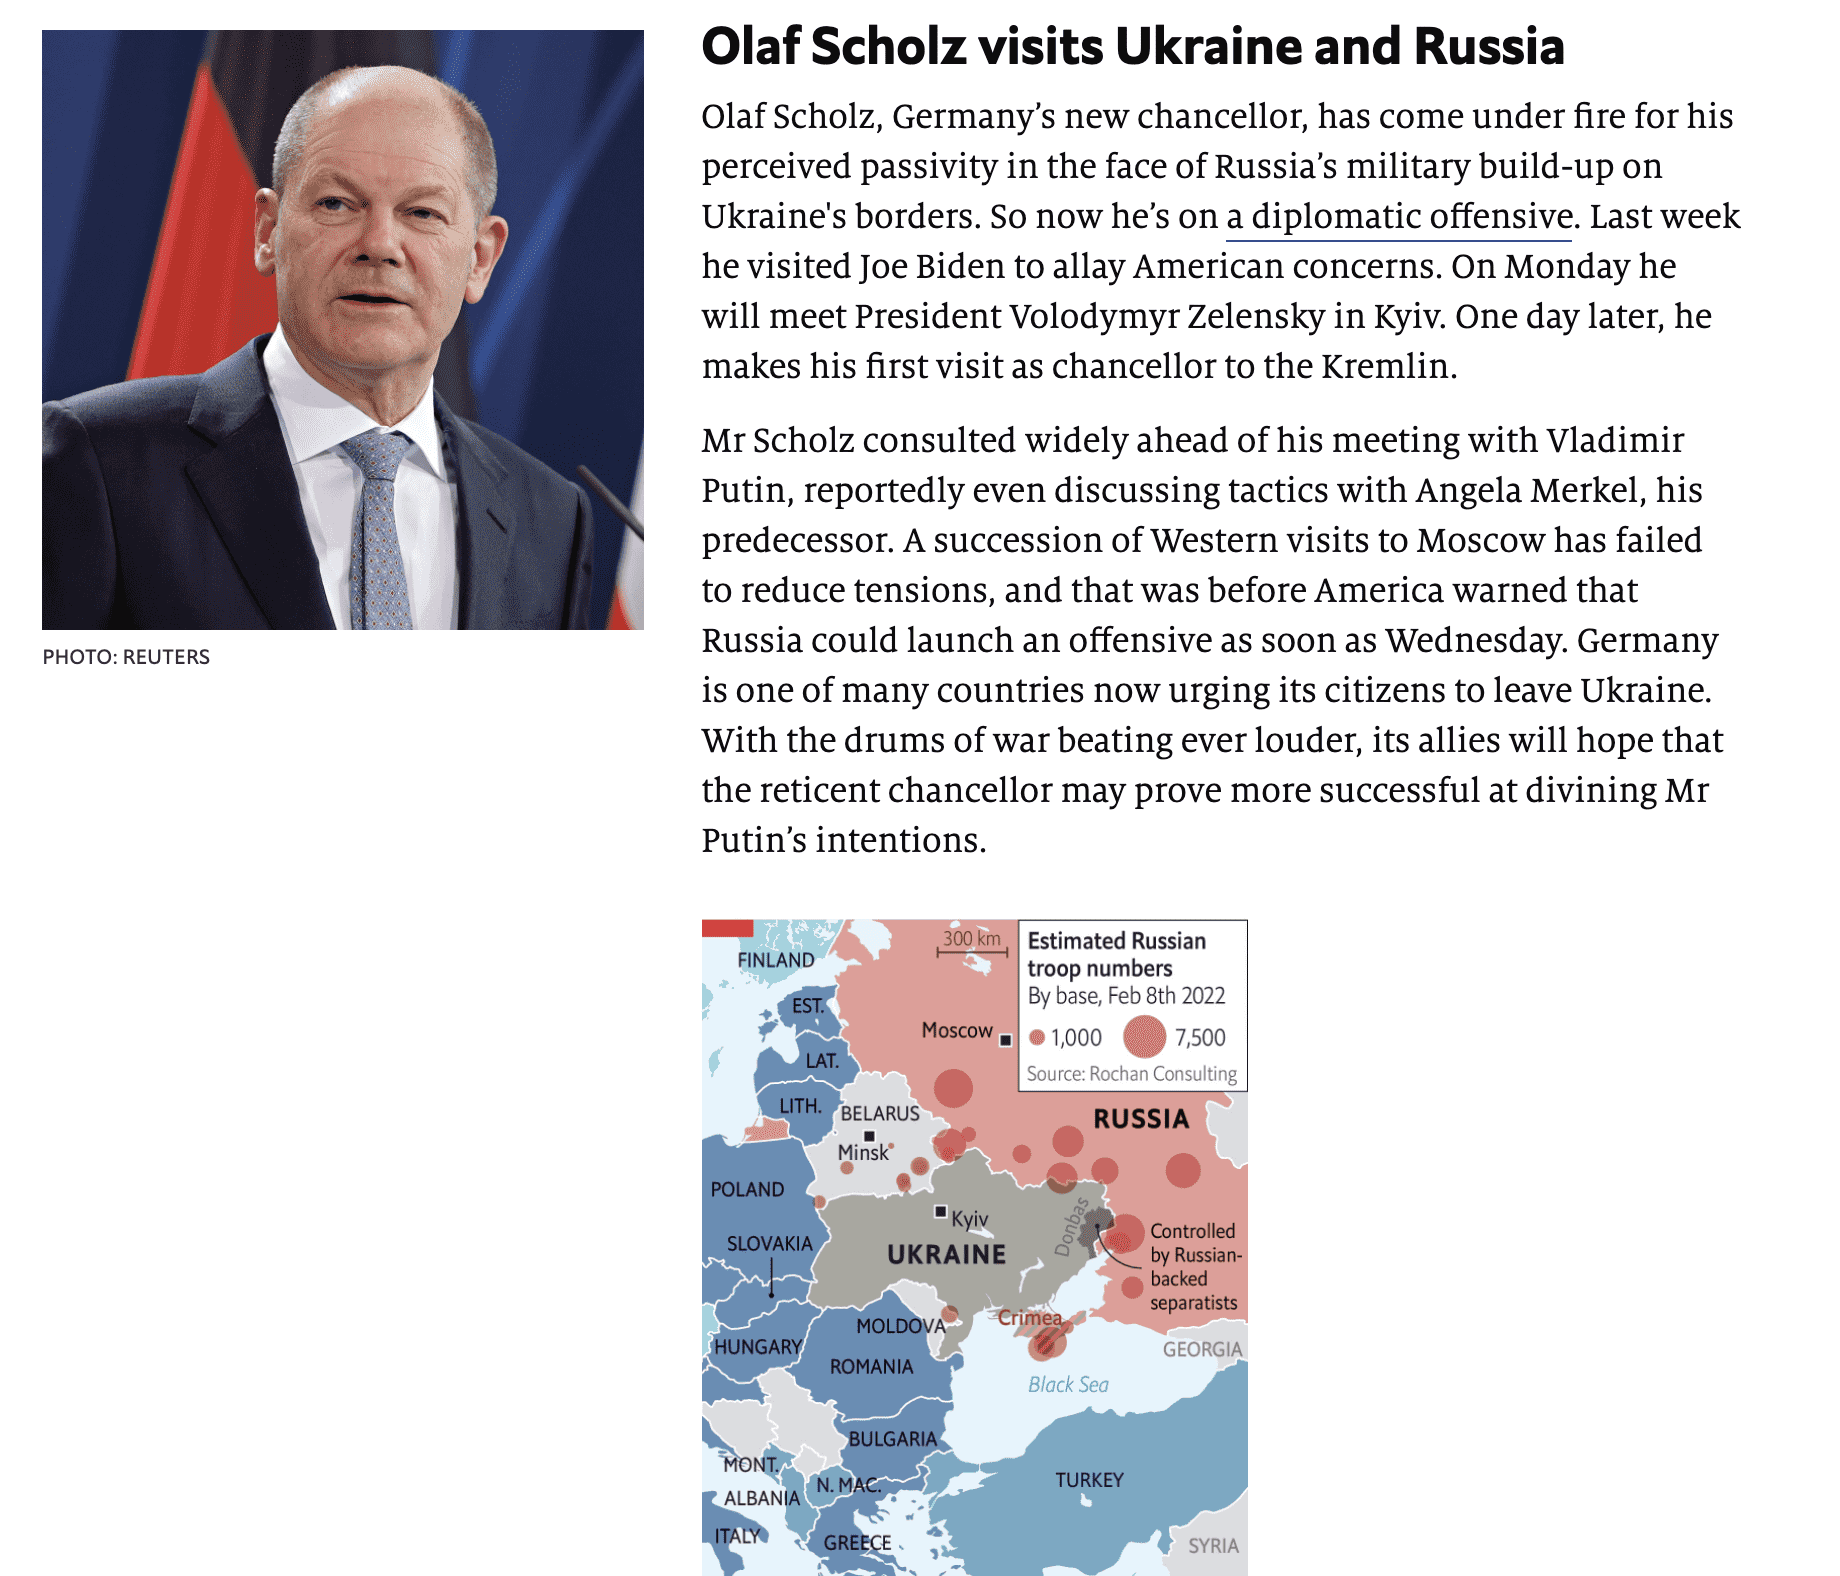 Olaf Scholz visits Ukraine and Russia
Olaf Scholz, Germany’s new chancellor, has come under fire for his
perceived passivity in the face of Russia’s military build-up on
Ukraine's borders. So now he’s on a diplomatic offensive. Last week
he visited Joe Biden to allay American concerns. On Monday he
will meet President Volodymyr Zelensky in Kyiv. One day later, he
makes his first visit as chancellor to the Kremlin.
Mr Scholz consulted widely ahead of his meeting with Vladimir
Putin, reportedly even discussing tactics with Angela Merkel, his
predecessor. A succession of Western visits to Moscow has failed
to reduce tensions, and that was before America warned that
Russia could launch an offensive as soon as Wednesday. Germany
is one of many countries now urging its citizens to leave Ukraine.
With the drums of war beating ever louder, its allies will hope that
the reticent chancellor may prove more successful at divining Mr
Putin’s intentions.
PHOTO: REUTERS
300 km
Estimated Russian
troop numbers
By base, Feb 8th 2022
1,000 7,500
Source: Rochan Consulting
FINLAND
EST.
Moscow
LAT.
LITH.
BELARUS
RUSSIA
Minsk
POLAND
Kyiv
Donbas
SLOVAKIA
UKRAINE
Controlled
by Russian-
backed
separatists
Crimea
MOLDOVA
HUNGARY
GEORGIA
ROMANIA
Black Sea
BULGARIA
MONT.
TURKEY
N. MAC.
ALBANIA
ITALY
GREECE
SYRIA